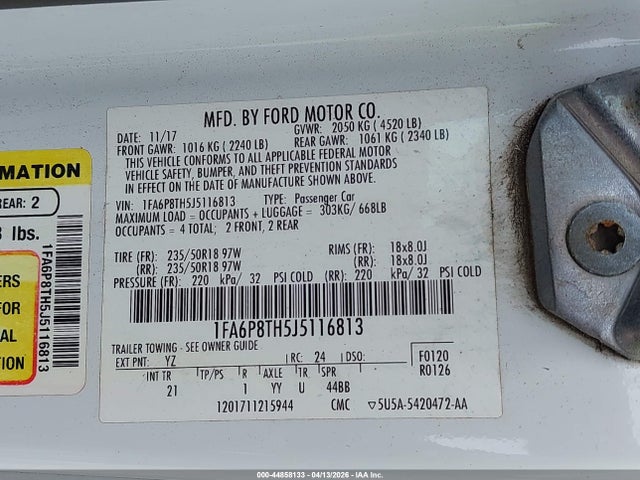 MATION
REAR: 2
lbs.
ERS
FOR
AL
TION
1FA6P8TH5J5116813
MFD. BY FORD MOTOR CO.
DATE: 11/17 GVWR: 2050 KG ( 4520 LB)
FRONT GAWR: 1016 KG ( 2240 LB) REAR GAWR: 1061 KG ( 2340 LB)
THIS VEHICLE CONFORMS TO ALL APPLICABLE FEDERAL MOTOR
VEHICLE SAFETY, BUMPER, AND THEFT PREVENTION STANDARDS
IN EFFECT ON THE DATE OF MANUFACTURE SHOWN ABOVE.
VIN: 1FA6P8TH5J5116813 TYPE: Passenger Car
MAXIMUM LOAD = OCCUPANTS + LUGGAGE = 303KG/ 668LB
OCCUPANTS = 4 TOTAL; 2 FRONT, 2 REAR
TIRE (FR): 235/50R18 97W RIMS (FR): 18x8.0J
(RR): 235/50R18 97W (RR): 18x8.0J
PRESSURE (FR): 220 kPa/ 32 PSI COLD (RR): 220 kPa/ 32 PSI COLD
1FA6P8TH5J5116813
TRAILER TOWING - SEE OWNER GUIDE
EXT PNT: YZ RC: 24 DSO: F0120
R0126
INT TR TP/PS R AXLE TR SPR
21 1 YY U 44BB
1201711215944 CMC ▽5U5A-5420472-AA
000-44858133 - 04/13/2026 - IAA Inc.